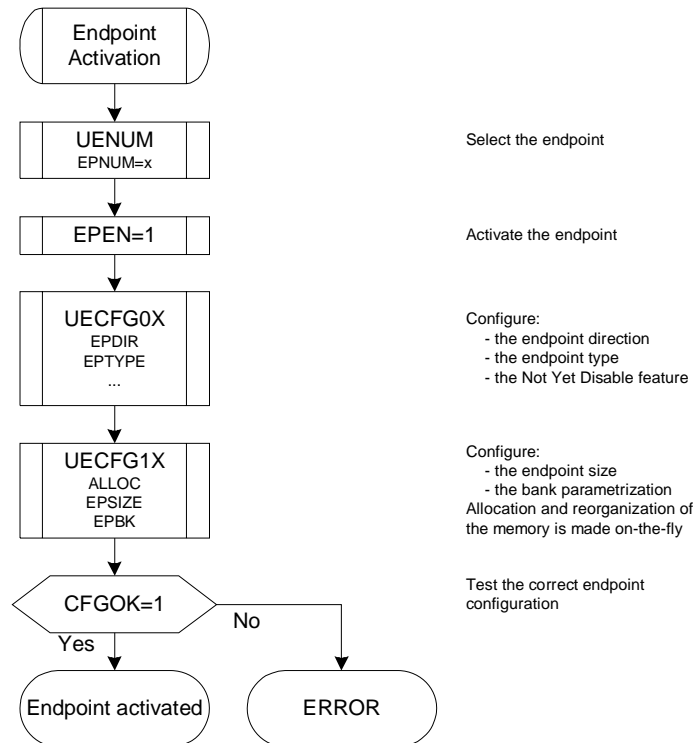 Endpoint
Activation
UENUM
EPNUM=x
Select the endpoint
EPEN=1
Activate the endpoint
UECFG0X
EPDIR
EPTYPE
...
Configure:
- the endpoint direction
- the endpoint type
- the Not Yet Disable feature
UECFG1X
ALLOC
EPSIZE
EPBK
Configure:
- the endpoint size
- the bank parametrization
Allocation and reorganization of
the memory is made on-the-fly
CFGOK=1
Test the correct endpoint
configuration
No
Yes
Endpoint activated
ERROR